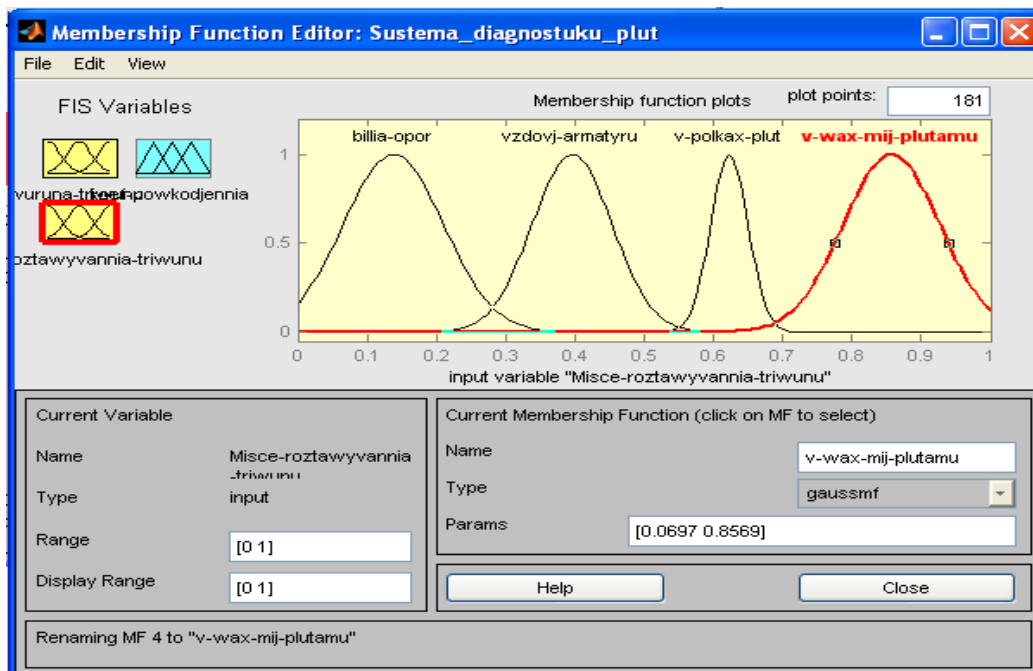 Membership Function Editor: Sustema_diagnostuku_plut
File Edit View
FIS Variables
Membership function plots
plot points:
181
billia-opor
vzdovj-armatyru
v-polkax-plut
v-wax-mij-plutamu
1
0.5
0
0 0.1 0.2 0.3 0.4 0.5 0.6 0.7 0.8 0.9 1
input variable "Misce-roztawyvannia-triwunu"
powkodjennia
oztawyvannia-triwunu
Current Variable
Name
Misce-roztawyvannia
-triwunu
Type
input
Range
[0 1]
Display Range
[0 1]
Current Membership Function (click on MF to select)
Name
v-wax-mij-plutamu
Type
gaussmf
Params
[0.0697 0.8569]
Help
Close
Renaming MF 4 to "v-wax-mij-plutamu"